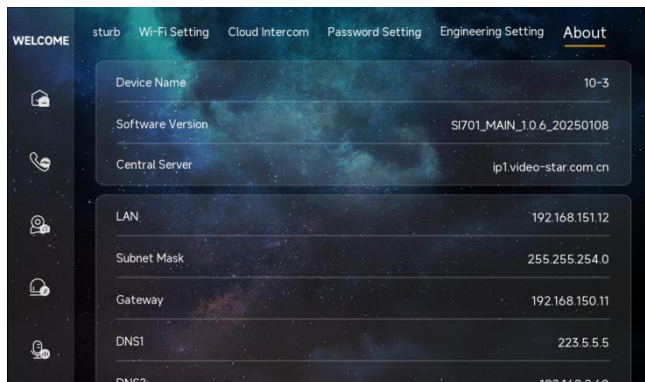 WELCOME
sturb Wi-Fi Setting Cloud Intercom Password Setting Engineering Setting About
Device Name 10-3
Software Version SI701_MAIN_1.0.6_20250108
Central Server ip1.video-star.com.cn
LAN 192.168.151.12
Subnet Mask 255.255.254.0
Gateway 192.168.150.11
DNS1 223.5.5.5
DNS2